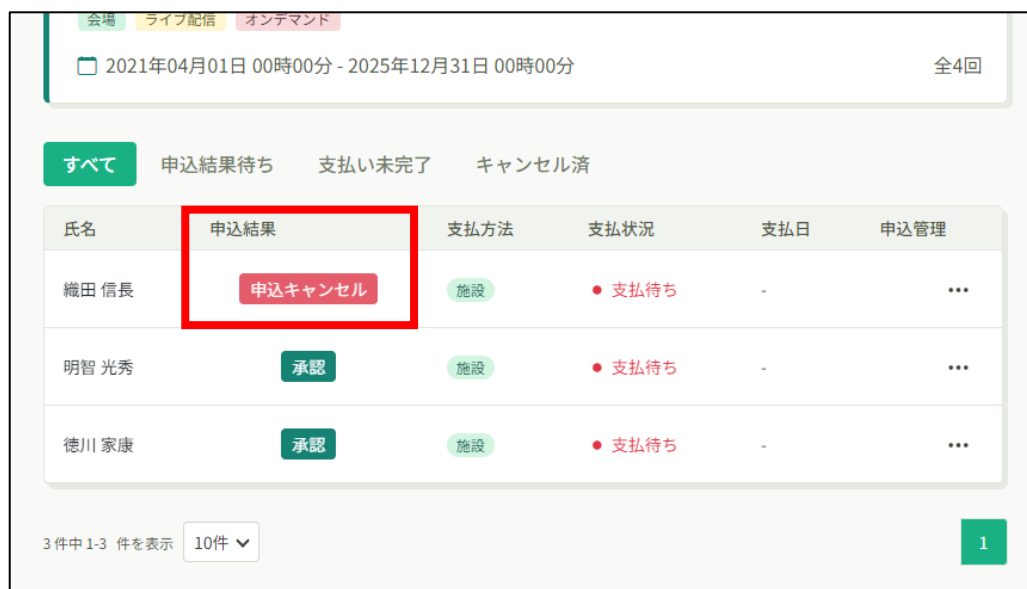 会場 ライブ配信 オンデマンド
2021年04月01日 00時00分 - 2025年12月31日 00時00分 全4回
すべて 申込結果待ち 支払い未完了 キャンセル済
氏名 申込結果 支払方法 支払状況 支払日 申込管理
織田 信長 申込キャンセル 施設 支払待ち - •••
明智 光秀 承認 施設 支払待ち - •••
徳川 家康 承認 施設 支払待ち - •••
3 件中 1-3 件を表示 10件 1